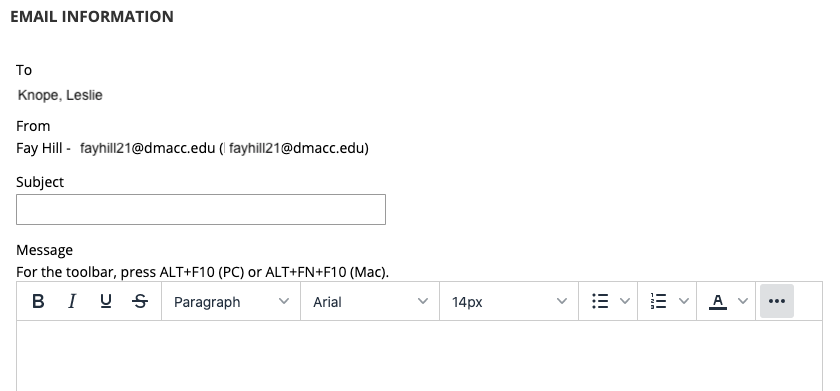 EMAIL INFORMATION
To
Knope, Leslie
From
Fay Hill - fayhill21@dmacc.edu ( fayhill21@dmacc.edu)
Subject
Message
For the toolbar, press ALT+F10 (PC) or ALT+FN+F10 (Mac).
B I U S Paragraph Arial 14px A